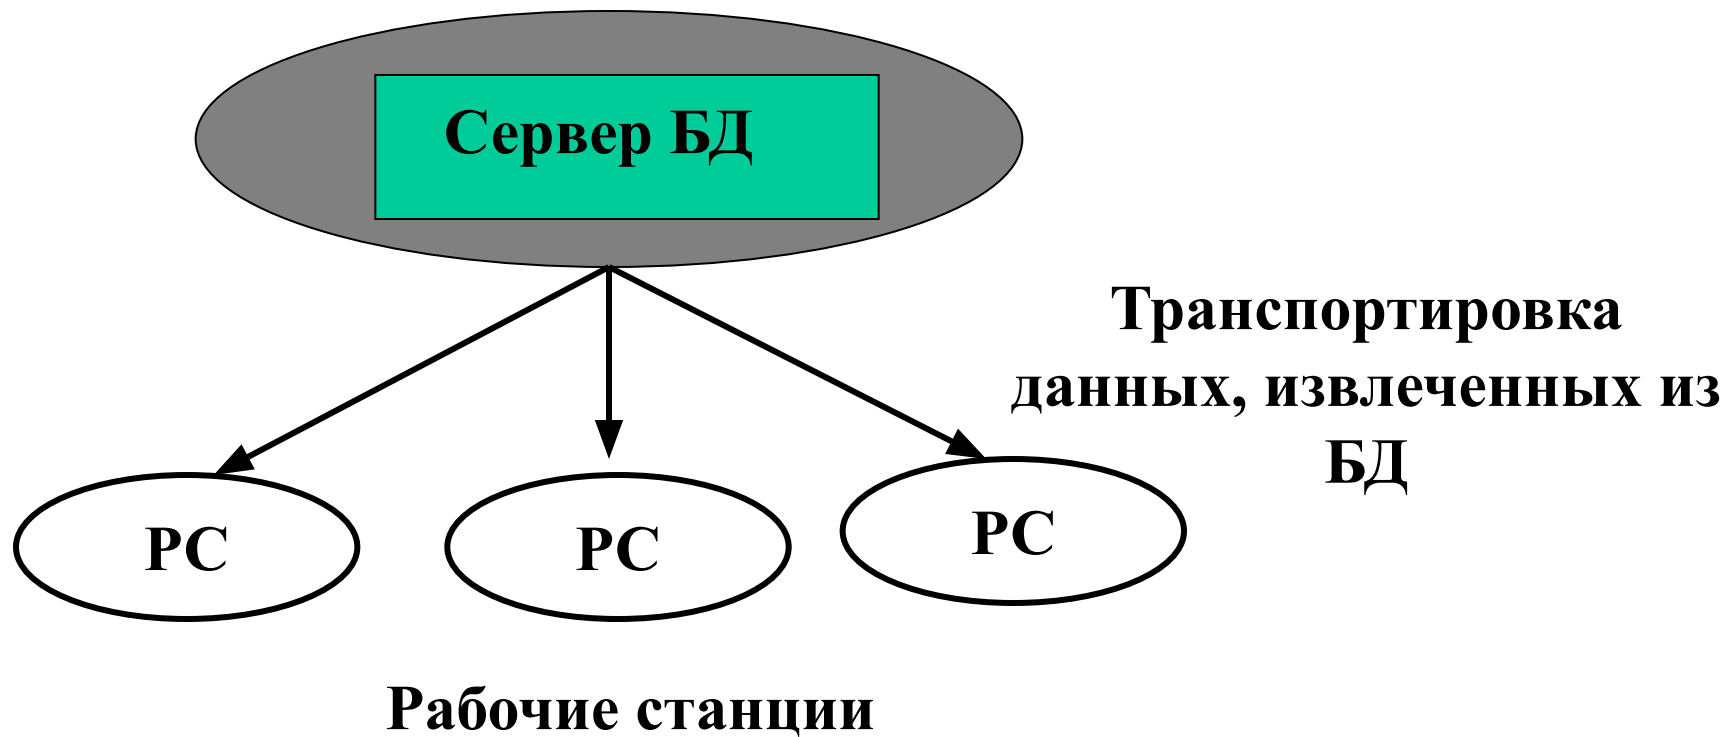 Сервер БД
Транспортировка
данных, извлеченных из
БД
РС
РС
РС
Рабочие станции